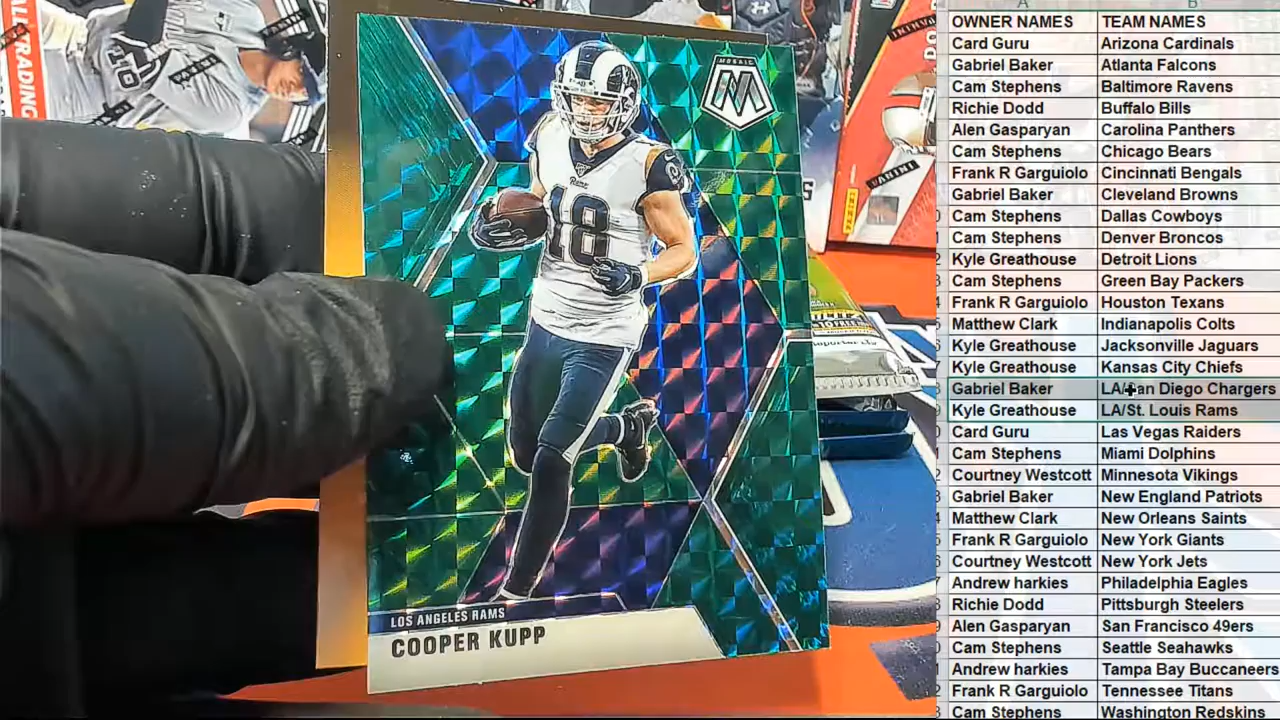 OWNER NAMES TEAM NAMES
Card Guru Arizona Cardinals
Gabriel Baker Atlanta Falcons
Cam Stephens Baltimore Ravens
Richie Dodd Buffalo Bills
Alen Gasparyan Carolina Panthers
Cam Stephens Chicago Bears
Frank R Garguiolo Cincinnati Bengals
Gabriel Baker Cleveland Browns
Cam Stephens Dallas Cowboys
Cam Stephens Denver Broncos
Kyle Greathouse Detroit Lions
Cam Stephens Green Bay Packers
Frank R Garguiolo Houston Texans
Matthew Clark Indianapolis Colts
Kyle Greathouse Jacksonville Jaguars
Kyle Greathouse Kansas City Chiefs
Gabriel Baker LA/San Diego Chargers
Kyle Greathouse LA/St. Louis Rams
Card Guru Las Vegas Raiders
Cam Stephens Miami Dolphins
Courtney Westcott Minnesota Vikings
Gabriel Baker New England Patriots
Matthew Clark New Orleans Saints
Frank R Garguiolo New York Giants
Courtney Westcott New York Jets
Andrew harkies Philadelphia Eagles
Richie Dodd Pittsburgh Steelers
Alen Gasparyan San Francisco 49ers
Cam Stephens Seattle Seahawks
Andrew harkies Tampa Bay Buccaneers
Frank R Garguiolo Tennessee Titans
Cam Stephens Washington Redskins
MOSAIC
M
Rams
18
LOS ANGELES RAMS
COOPER KUPP
TRADING
PANINI
PANINI